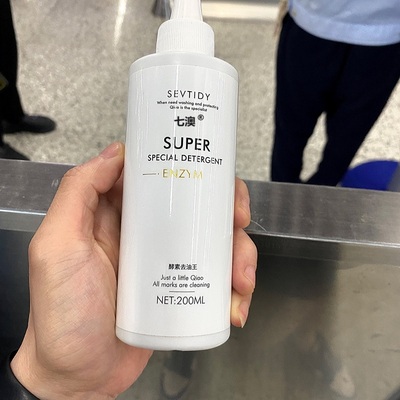 SEVTIDY
When need washing and protecting
Qi-a is the specialist
七澳®
SUPER
SPECIAL DETERGENT
ENZYM
酵素去油王
Just a little Qiao
All marks are cleaning
NET:200ML